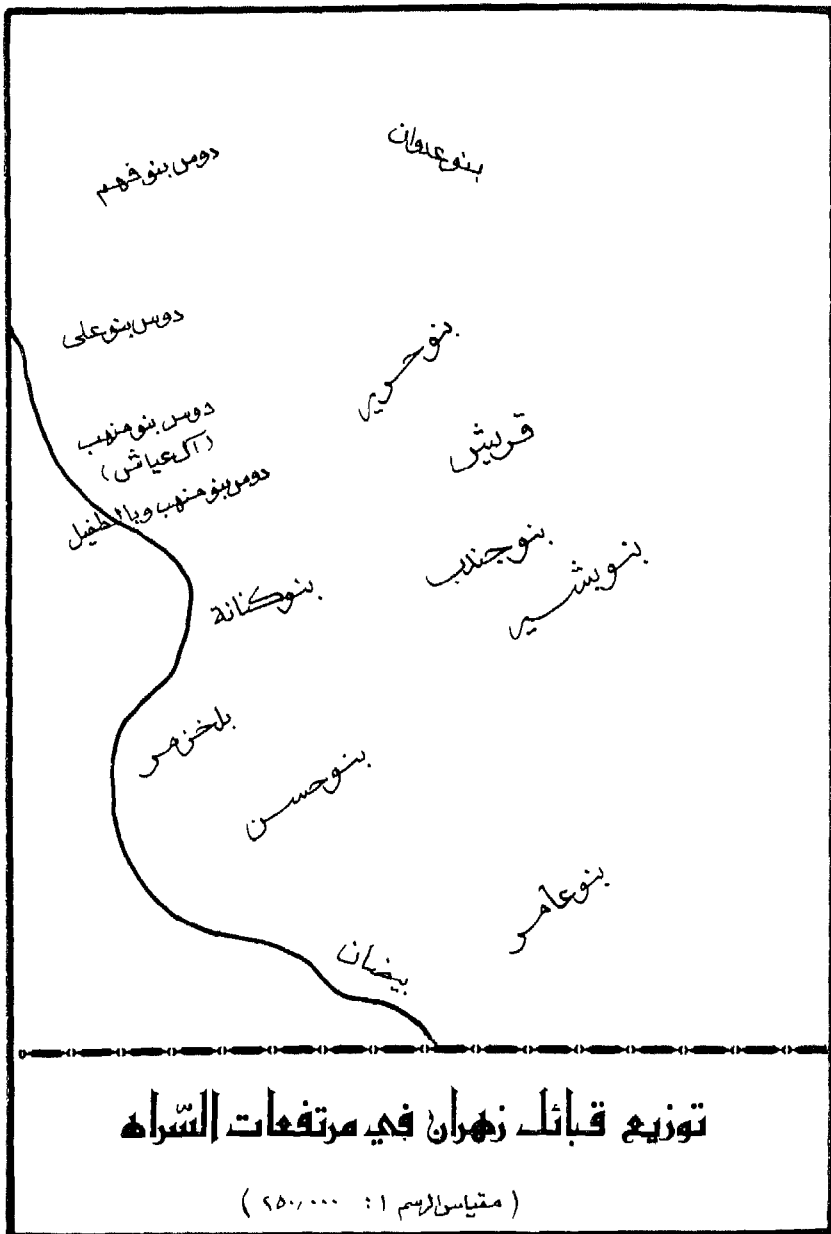 بنو عدوان
دوس بنو فهم
دوس بنو علي
بنو حرير
دوس بنو منهب
(آل عياش)
قريش
دوس بنو منهب وبالطفيل
بنو جندب
بنو بشير
بنو كنانة
بلخزمر
بنو حسن
بنو عامر
بيضان
توزيع قبائل زهران في مرتفعات السّراه
(مقياس الرسم ١ : ٢٥٠٫٠٠٠)